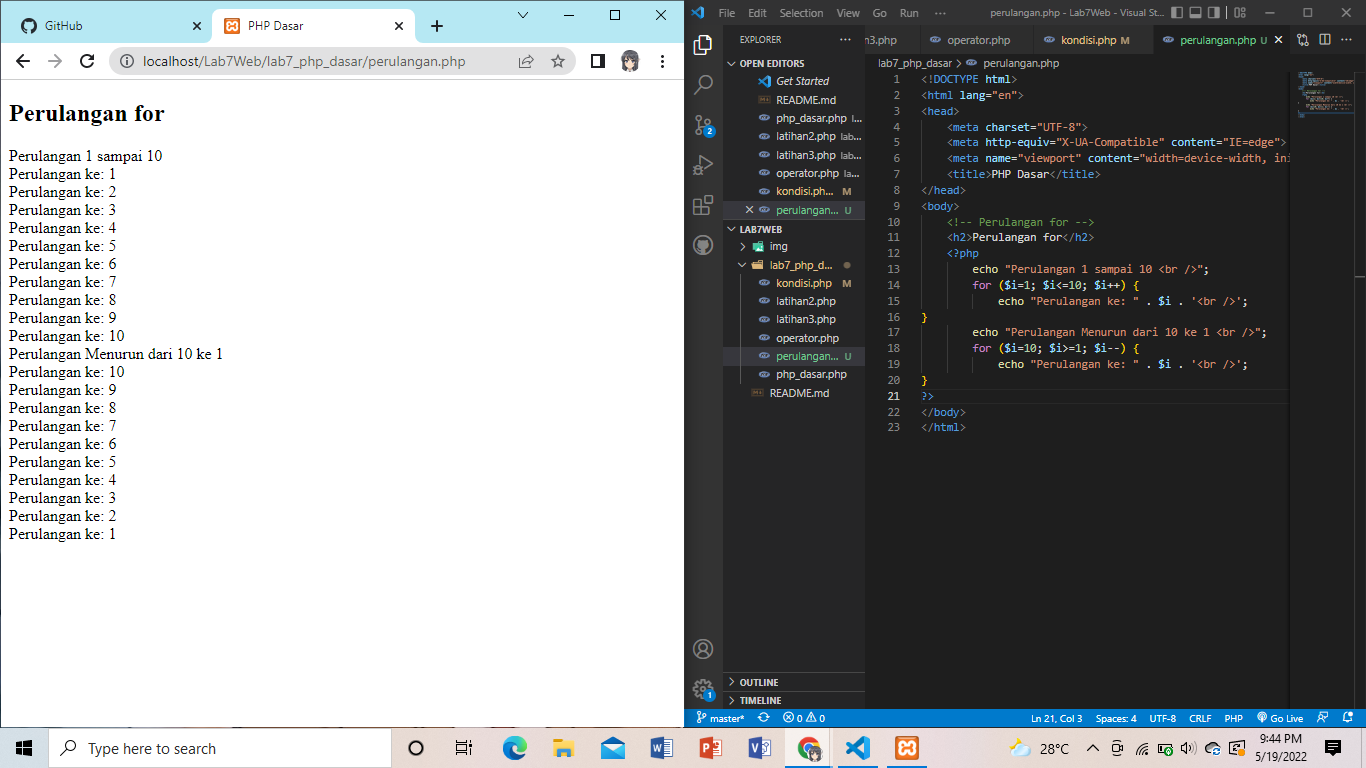 GitHub
PHP Dasar
localhost/Lab7Web/lab7_php_dasar/perulangan.php
Perulangan for
Perulangan 1 sampai 10
Perulangan ke: 1
Perulangan ke: 2
Perulangan ke: 3
Perulangan ke: 4
Perulangan ke: 5
Perulangan ke: 6
Perulangan ke: 7
Perulangan ke: 8
Perulangan ke: 9
Perulangan ke: 10
Perulangan Menurun dari 10 ke 1
Perulangan ke: 10
Perulangan ke: 9
Perulangan ke: 8
Perulangan ke: 7
Perulangan ke: 6
Perulangan ke: 5
Perulangan ke: 4
Perulangan ke: 3
Perulangan ke: 2
Perulangan ke: 1
File Edit Selection View Go Run ··· perulangan.php - Lab7Web - Visual St...
EXPLORER ···
OPEN EDITORS
Get Started
README.md
php_dasar.php l...
latihan2.php lab...
latihan3.php lab...
operator.php la...
kondisi.ph... M
perulangan... U
LAB7WEB
img
lab7_php_d...
kondisi.php M
latihan2.php
latihan3.php
operator.php
perulangan... U
php_dasar.php
README.md
OUTLINE
TIMELINE
2
1
n3.php operator.php kondisi.php M perulangan.php U
lab7_php_dasar > perulangan.php
1 <!DOCTYPE html>
2 <html lang="en">
3 <head>
4 <meta charset="UTF-8">
5 <meta http-equiv="X-UA-Compatible" content="IE=edge">
6 <meta name="viewport" content="width=device-width, ini
7 <title>PHP Dasar</title>
8 </head>
9 <body>
10 <!-- Perulangan for -->
11 <h2>Perulangan for</h2>
12 <?php
13 echo "Perulangan 1 sampai 10 <br />";
14 for ($i=1; $i<=10; $i++) {
15 echo "Perulangan ke: " . $i . '<br />';
16 }
17 echo "Perulangan Menurun dari 10 ke 1 <br />";
18 for ($i=10; $i>=1; $i--) {
19 echo "Perulangan ke: " . $i . '<br />';
20 }
21 ?>
22 </body>
23 </html>
master* 0 0 Ln 21, Col 3 Spaces: 4 UTF-8 CRLF PHP Go Live
Type here to search
28°C
9:44 PM
5/19/2022